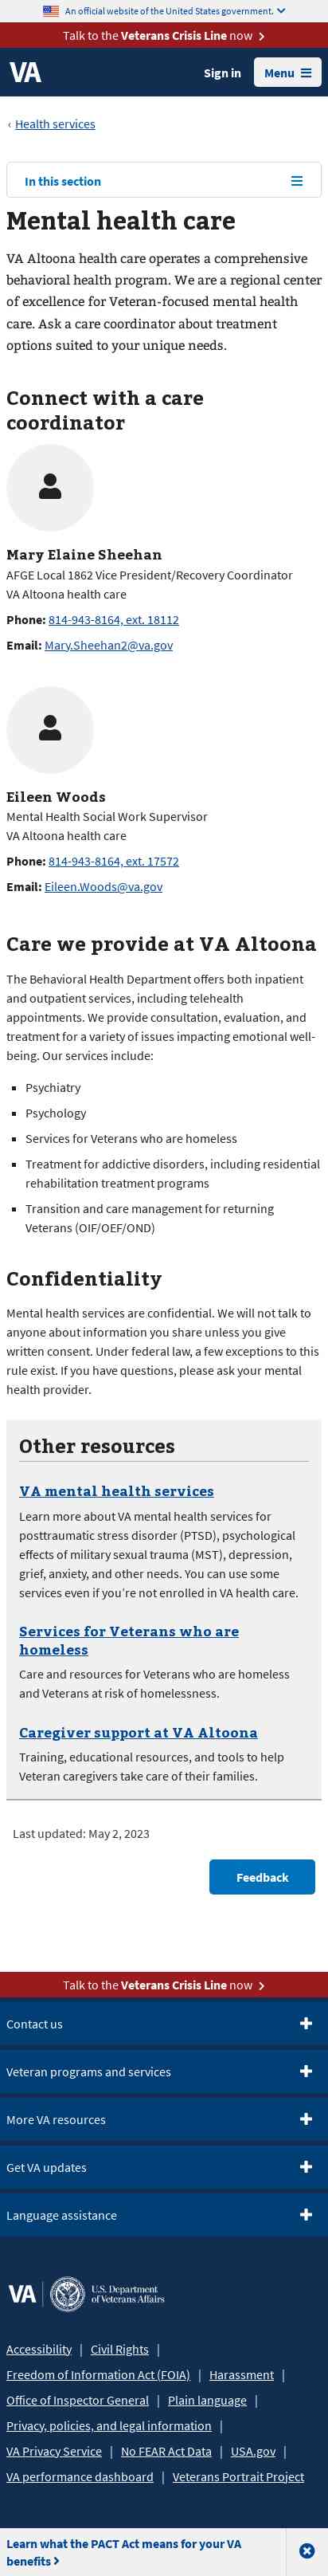 An official website of the United States government.
Talk to the Veterans Crisis Line now
VA
Sign in
Menu
‹ Health services
In this section
Mental health care
VA Altoona health care operates a comprehensive
behavioral health program. We are a regional center
of excellence for Veteran-focused mental health
care. Ask a care coordinator about treatment
options suited to your unique needs.
Connect with a care
coordinator
Mary Elaine Sheehan
AFGE Local 1862 Vice President/Recovery Coordinator
VA Altoona health care
Phone: 814-943-8164, ext. 18112
Email: Mary.Sheehan2@va.gov
Eileen Woods
Mental Health Social Work Supervisor
VA Altoona health care
Phone: 814-943-8164, ext. 17572
Email: Eileen.Woods@va.gov
Care we provide at VA Altoona
The Behavioral Health Department offers both inpatient
and outpatient services, including telehealth
appointments. We provide consultation, evaluation, and
treatment for a variety of issues impacting emotional well-
being. Our services include:
Psychiatry
Psychology
Services for Veterans who are homeless
Treatment for addictive disorders, including residential
rehabilitation treatment programs
Transition and care management for returning
Veterans (OIF/OEF/OND)
Confidentiality
Mental health services are confidential. We will not talk to
anyone about information you share unless you give
written consent. Under federal law, a few exceptions to this
rule exist. If you have questions, please ask your mental
health provider.
Other resources
VA mental health services
Learn more about VA mental health services for
posttraumatic stress disorder (PTSD), psychological
effects of military sexual trauma (MST), depression,
grief, anxiety, and other needs. You can use some
services even if you’re not enrolled in VA health care.
Services for Veterans who are
homeless
Care and resources for Veterans who are homeless
and Veterans at risk of homelessness.
Caregiver support at VA Altoona
Training, educational resources, and tools to help
Veteran caregivers take care of their families.
Last updated: May 2, 2023
Feedback
Talk to the Veterans Crisis Line now
Contact us
Veteran programs and services
More VA resources
Get VA updates
Language assistance
VA
U.S. Department
of Veterans Affairs
Accessibility | Civil Rights |
Freedom of Information Act (FOIA) | Harassment |
Office of Inspector General | Plain language |
Privacy, policies, and legal information |
VA Privacy Service | No FEAR Act Data | USA.gov |
VA performance dashboard | Veterans Portrait Project
Learn what the PACT Act means for your VA
benefits